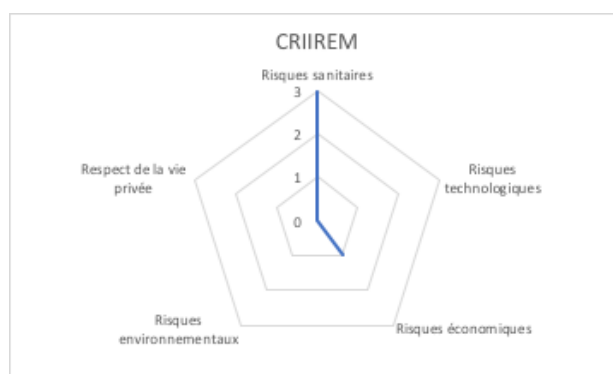 CRIIREM
Risques sanitaires
3
2
1
0
Respect de la vie
privée
Risques
technologiques
Risques
environnementaux
Risques économiques